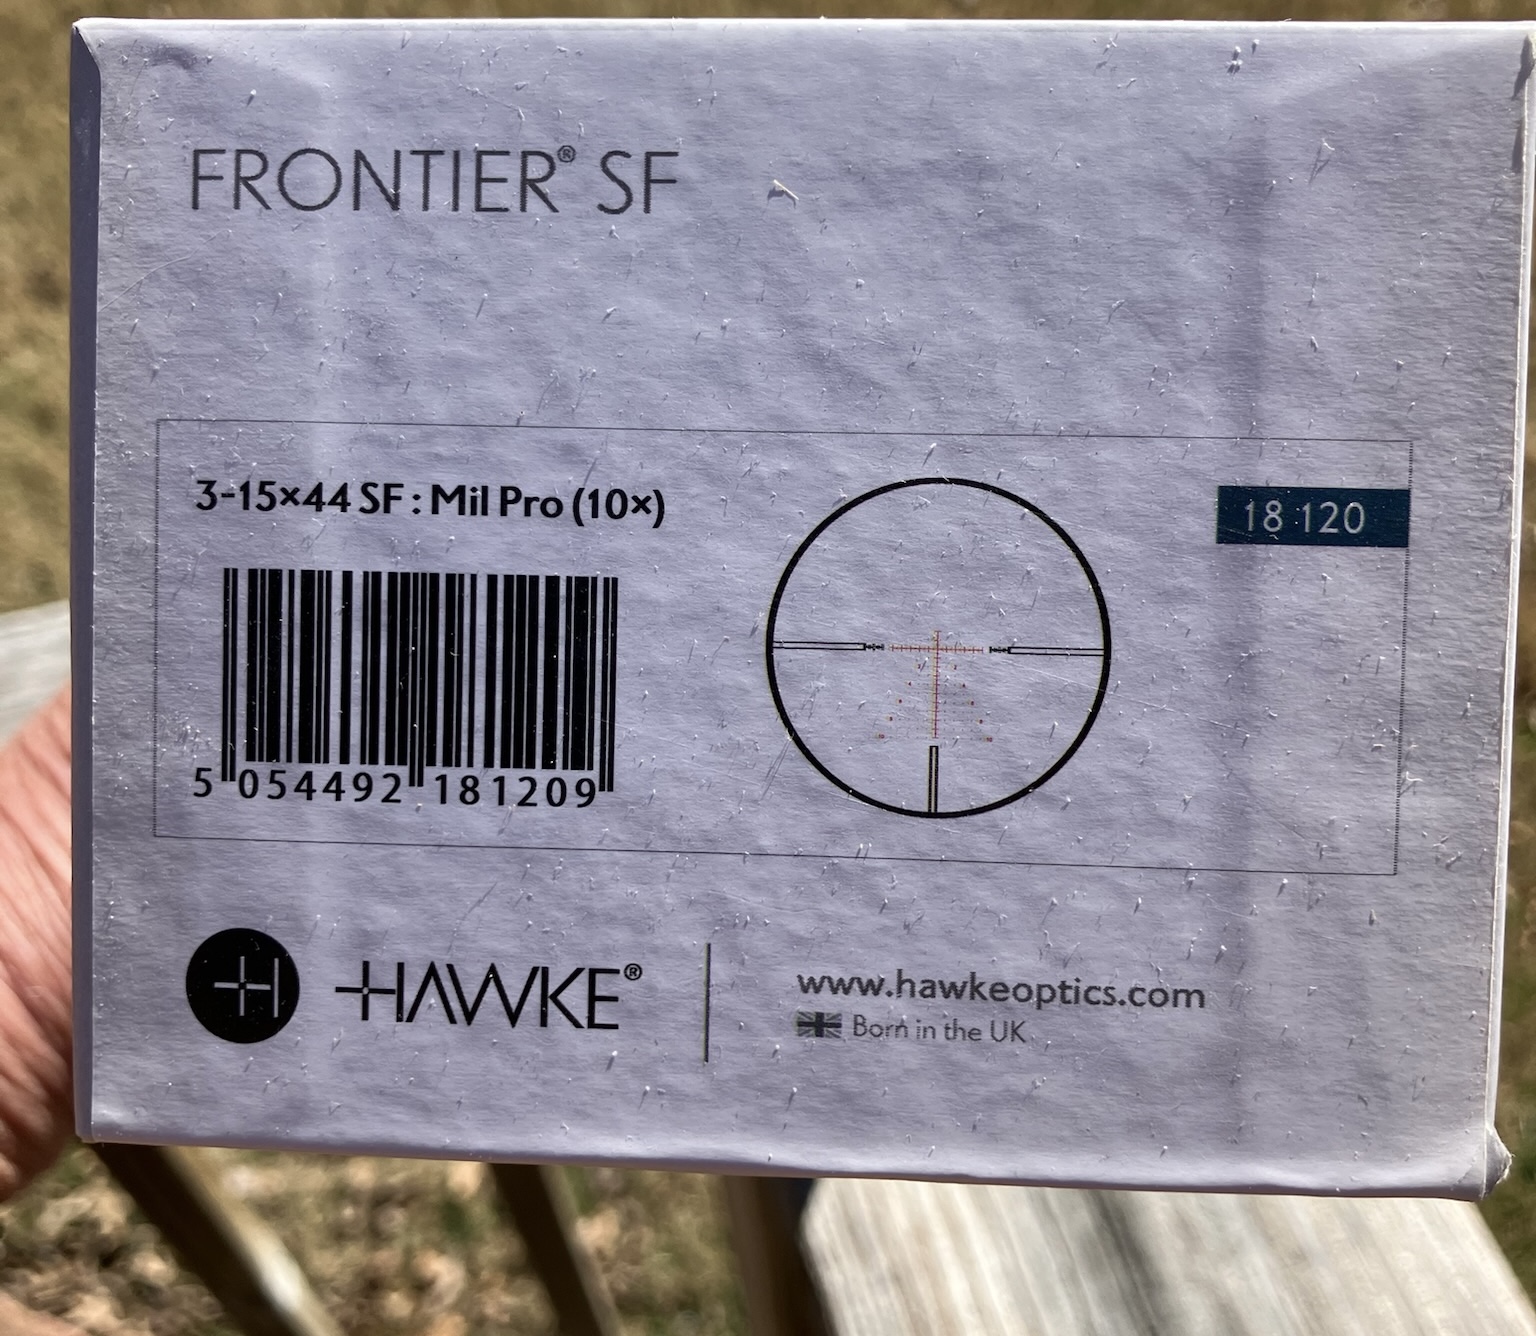 FRONTIER® SF
3-15×44 SF : Mil Pro (10×)
18 120
5 054492 181209
HAWKE®
www.hawkeoptics.com
Born in the UK